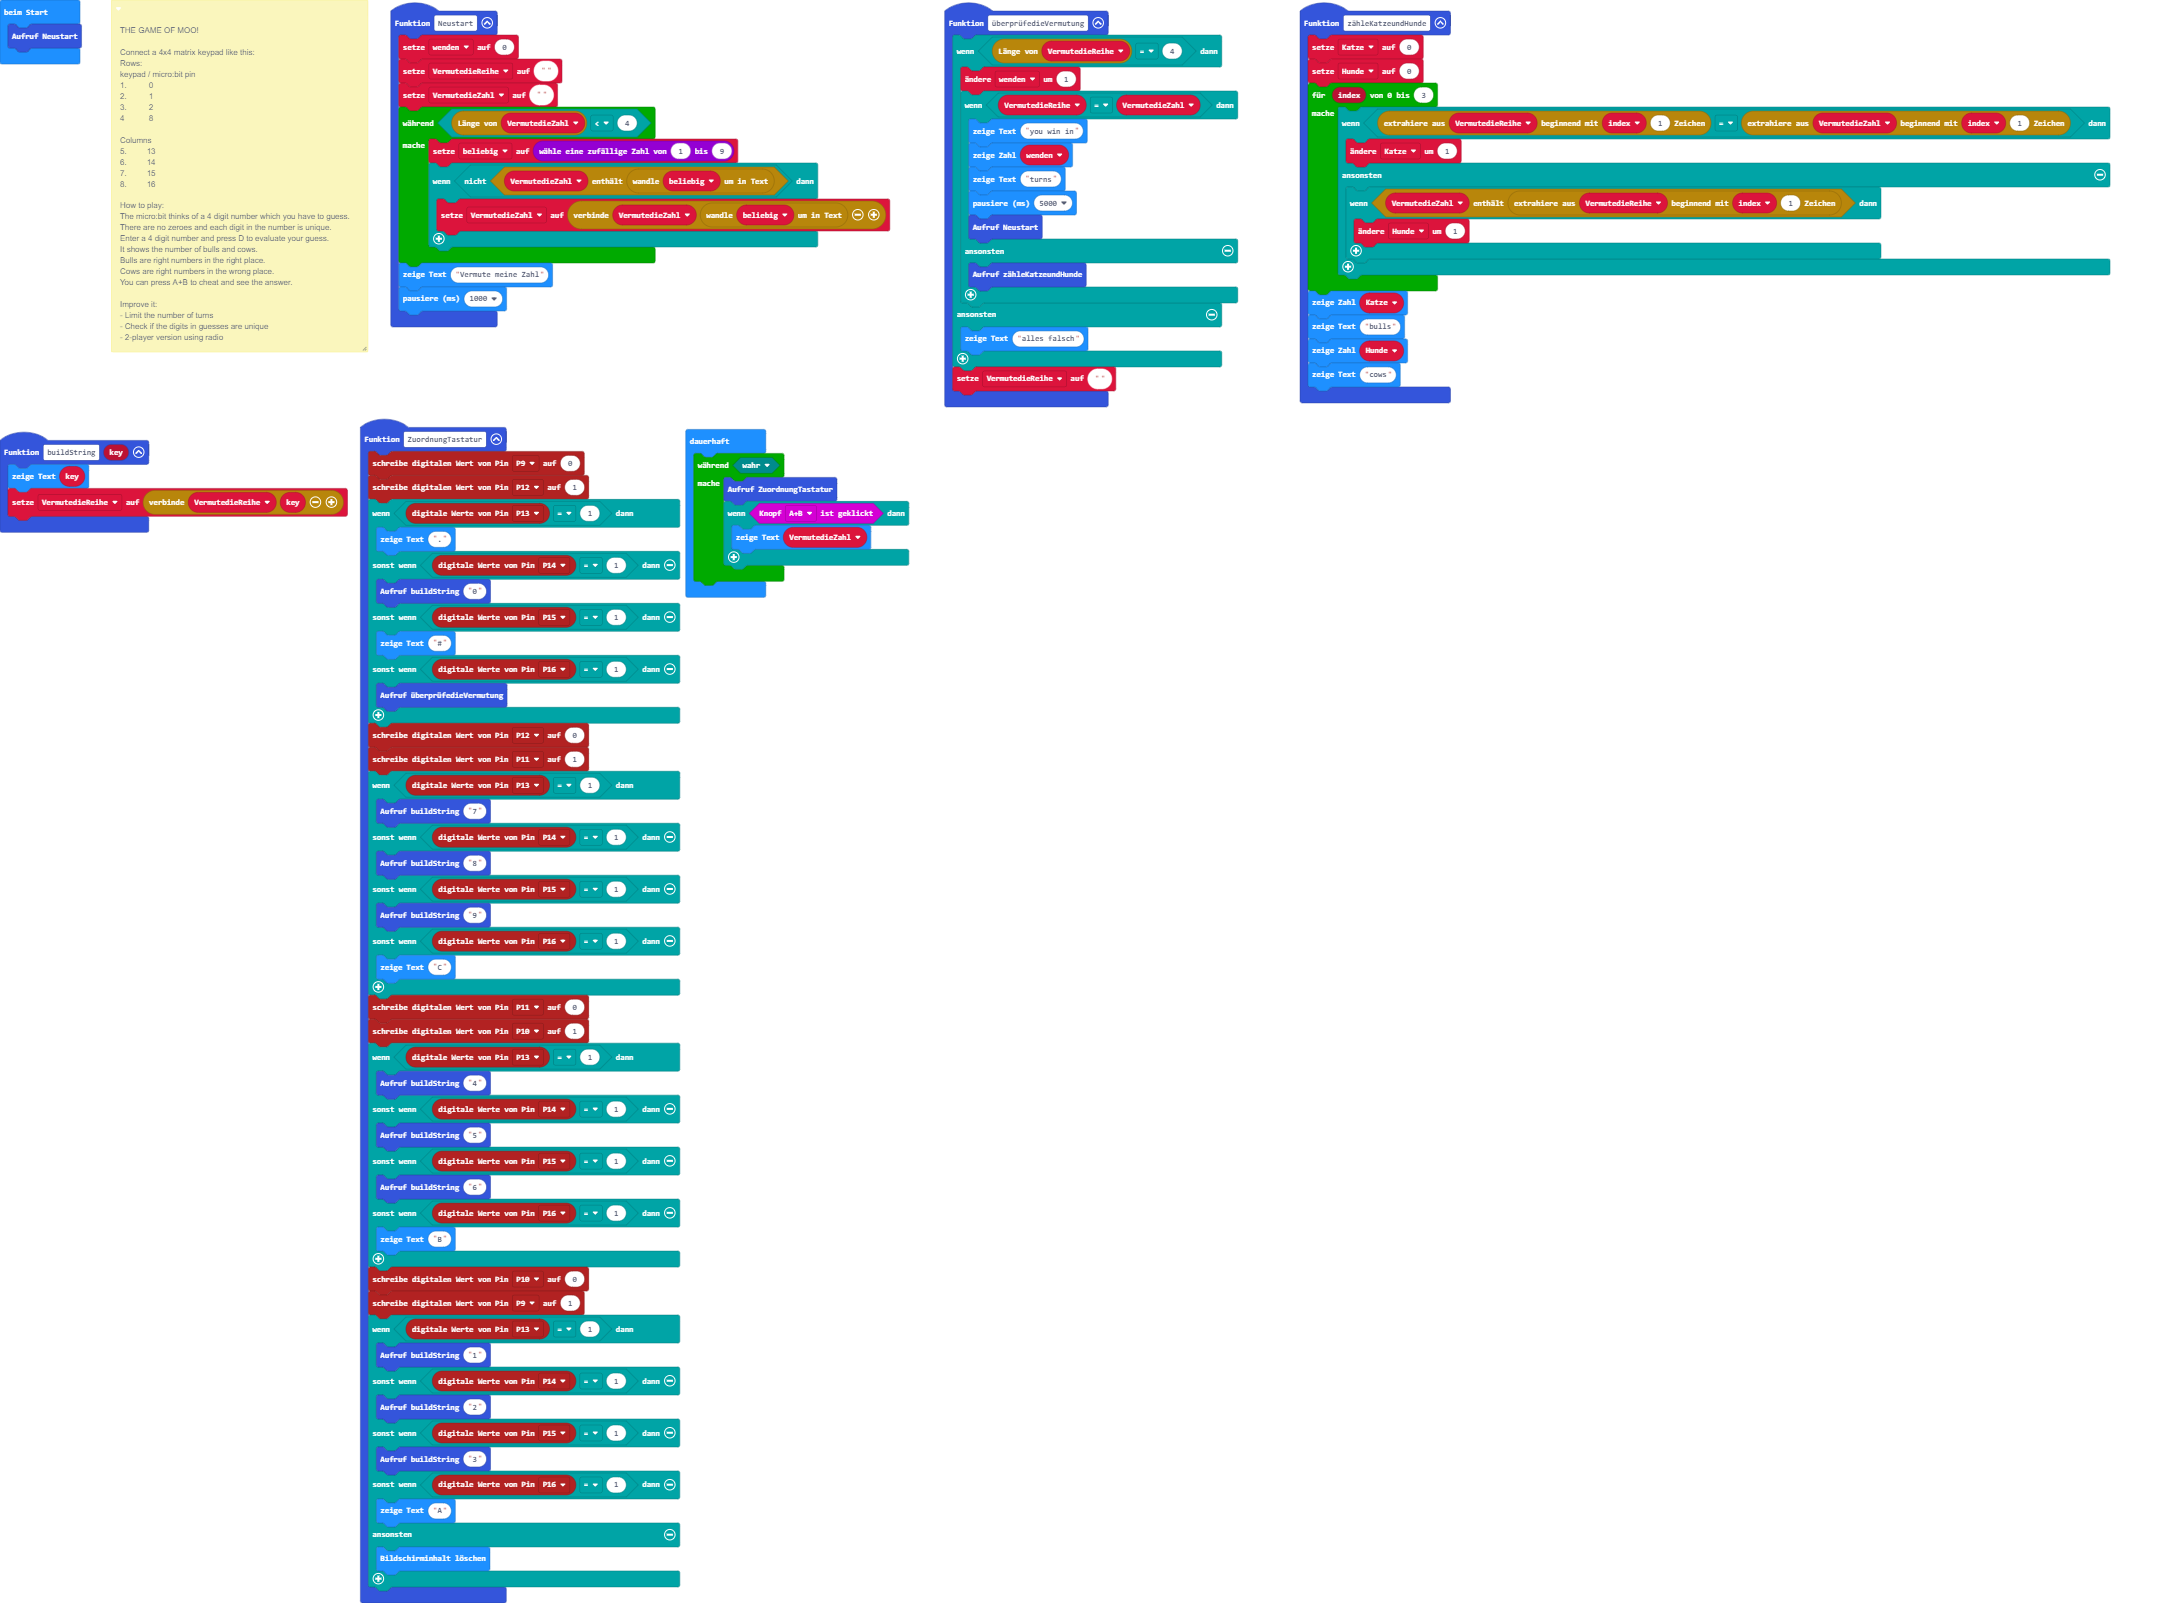 beim Start
Aufruf Neustart
THE GAME OF MOO!
Connect a 4x4 matrix keypad like this:
Rows:
keypad / micro:bit pin
1. 0
2. 1
3. 2
4 8
Columns
5. 13
6. 14
7. 15
8. 16
How to play:
The micro:bit thinks of a 4 digit number which you have to guess.
There are no zeroes and each digit in the number is unique.
Enter a 4 digit number and press D to evaluate your guess.
It shows the number of bulls and cows.
Bulls are right numbers in the right place.
Cows are right numbers in the wrong place.
You can press A+B to cheat and see the answer.
Improve it:
- Limit the number of turns
- Check if the digits in guesses are unique
- 2-player version using radio
Funktion Neustart
setze wenden auf 0
setze VermutedieReihe auf " "
setze VermutedieZahl auf " "
während Länge von VermutedieZahl < 4
mache setze beliebig auf wähle eine zufällige Zahl von 1 bis 9
wenn nicht VermutedieZahl enthält wandle beliebig um in Text dann
setze VermutedieZahl auf verbinde VermutedieZahl wandle beliebig um in Text
zeige Text "Vermute meine Zahl"
pausiere (ms) 1000
Funktion überprüfedieVermutung
wenn Länge von VermutedieReihe = 4 dann
ändere wenden um 1
wenn VermutedieReihe = VermutedieZahl dann
zeige Text "you win in"
zeige Zahl wenden
zeige Text "turns"
pausiere (ms) 5000
Aufruf Neustart
ansonsten
Aufruf zähleKatzeundHunde
ansonsten
zeige Text "alles falsch"
setze VermutedieReihe auf " "
Funktion zähleKatzeundHunde
setze Katze auf 0
setze Hunde auf 0
für index von 0 bis 3
mache wenn extrahiere aus VermutedieReihe beginnend mit index 1 Zeichen = extrahiere aus VermutedieZahl beginnend mit index 1 Zeichen dann
ändere Katze um 1
ansonsten
wenn VermutedieZahl enthält extrahiere aus VermutedieReihe beginnend mit index 1 Zeichen dann
ändere Hunde um 1
zeige Zahl Katze
zeige Text "bulls"
zeige Zahl Hunde
zeige Text "cows"
Funktion buildString key
zeige Text key
setze VermutedieReihe auf verbinde VermutedieReihe key
Funktion ZuordnungTastatur
schreibe digitalen Wert von Pin P9 auf 0
schreibe digitalen Wert von Pin P12 auf 1
wenn digitale Werte von Pin P13 = 1 dann
zeige Text "."
sonst wenn digitale Werte von Pin P14 = 1 dann
Aufruf buildString "0"
sonst wenn digitale Werte von Pin P15 = 1 dann
zeige Text "#"
sonst wenn digitale Werte von Pin P16 = 1 dann
Aufruf überprüfedieVermutung
schreibe digitalen Wert von Pin P12 auf 0
schreibe digitalen Wert von Pin P11 auf 1
wenn digitale Werte von Pin P13 = 1 dann
Aufruf buildString "7"
sonst wenn digitale Werte von Pin P14 = 1 dann
Aufruf buildString "8"
sonst wenn digitale Werte von Pin P15 = 1 dann
Aufruf buildString "9"
sonst wenn digitale Werte von Pin P16 = 1 dann
zeige Text "C"
schreibe digitalen Wert von Pin P11 auf 0
schreibe digitalen Wert von Pin P10 auf 1
wenn digitale Werte von Pin P13 = 1 dann
Aufruf buildString "4"
sonst wenn digitale Werte von Pin P14 = 1 dann
Aufruf buildString "5"
sonst wenn digitale Werte von Pin P15 = 1 dann
Aufruf buildString "6"
sonst wenn digitale Werte von Pin P16 = 1 dann
zeige Text "B"
schreibe digitalen Wert von Pin P10 auf 0
schreibe digitalen Wert von Pin P9 auf 1
wenn digitale Werte von Pin P13 = 1 dann
Aufruf buildString "1"
sonst wenn digitale Werte von Pin P14 = 1 dann
Aufruf buildString "2"
sonst wenn digitale Werte von Pin P15 = 1 dann
Aufruf buildString "3"
sonst wenn digitale Werte von Pin P16 = 1 dann
zeige Text "A"
ansonsten
Bildschirminhalt löschen
dauerhaft
während wahr
mache Aufruf ZuordnungTastatur
wenn Knopf A+B ist geklickt dann
zeige Text VermutedieZahl